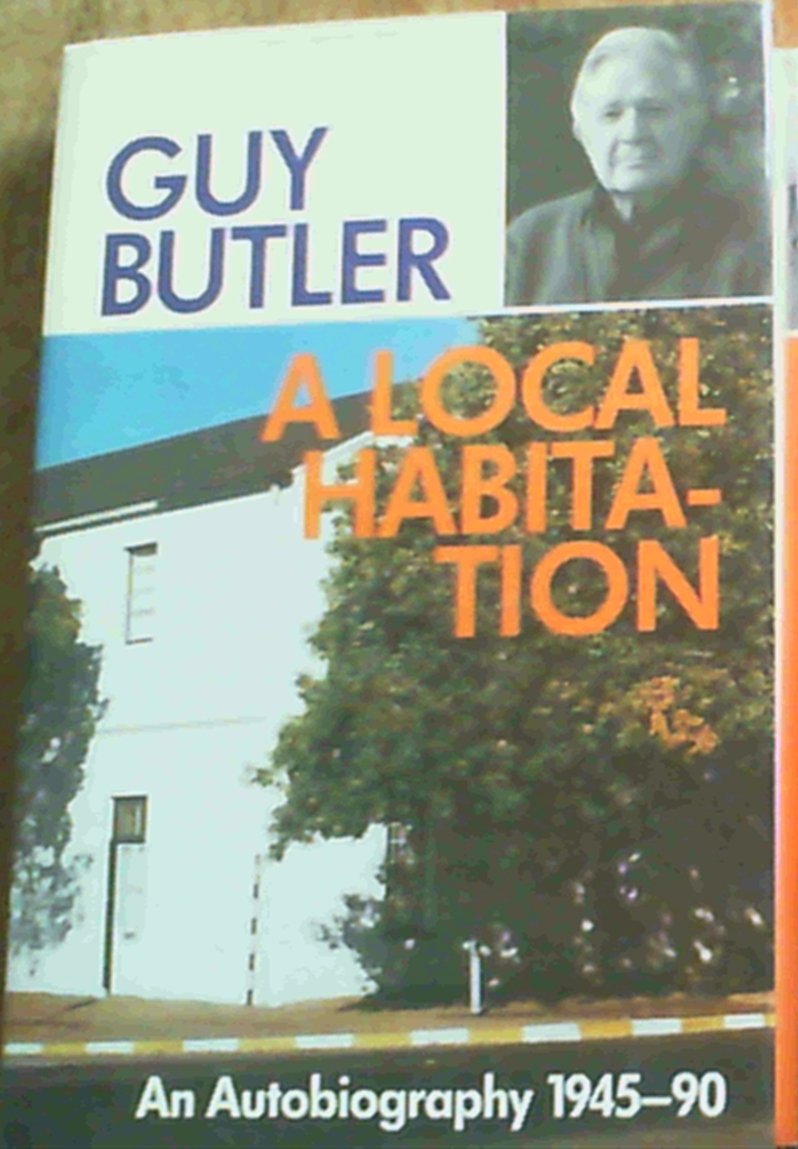 GUY
BUTLER
A LOCAL
HABITA-
TION
An Autobiography 1945–90